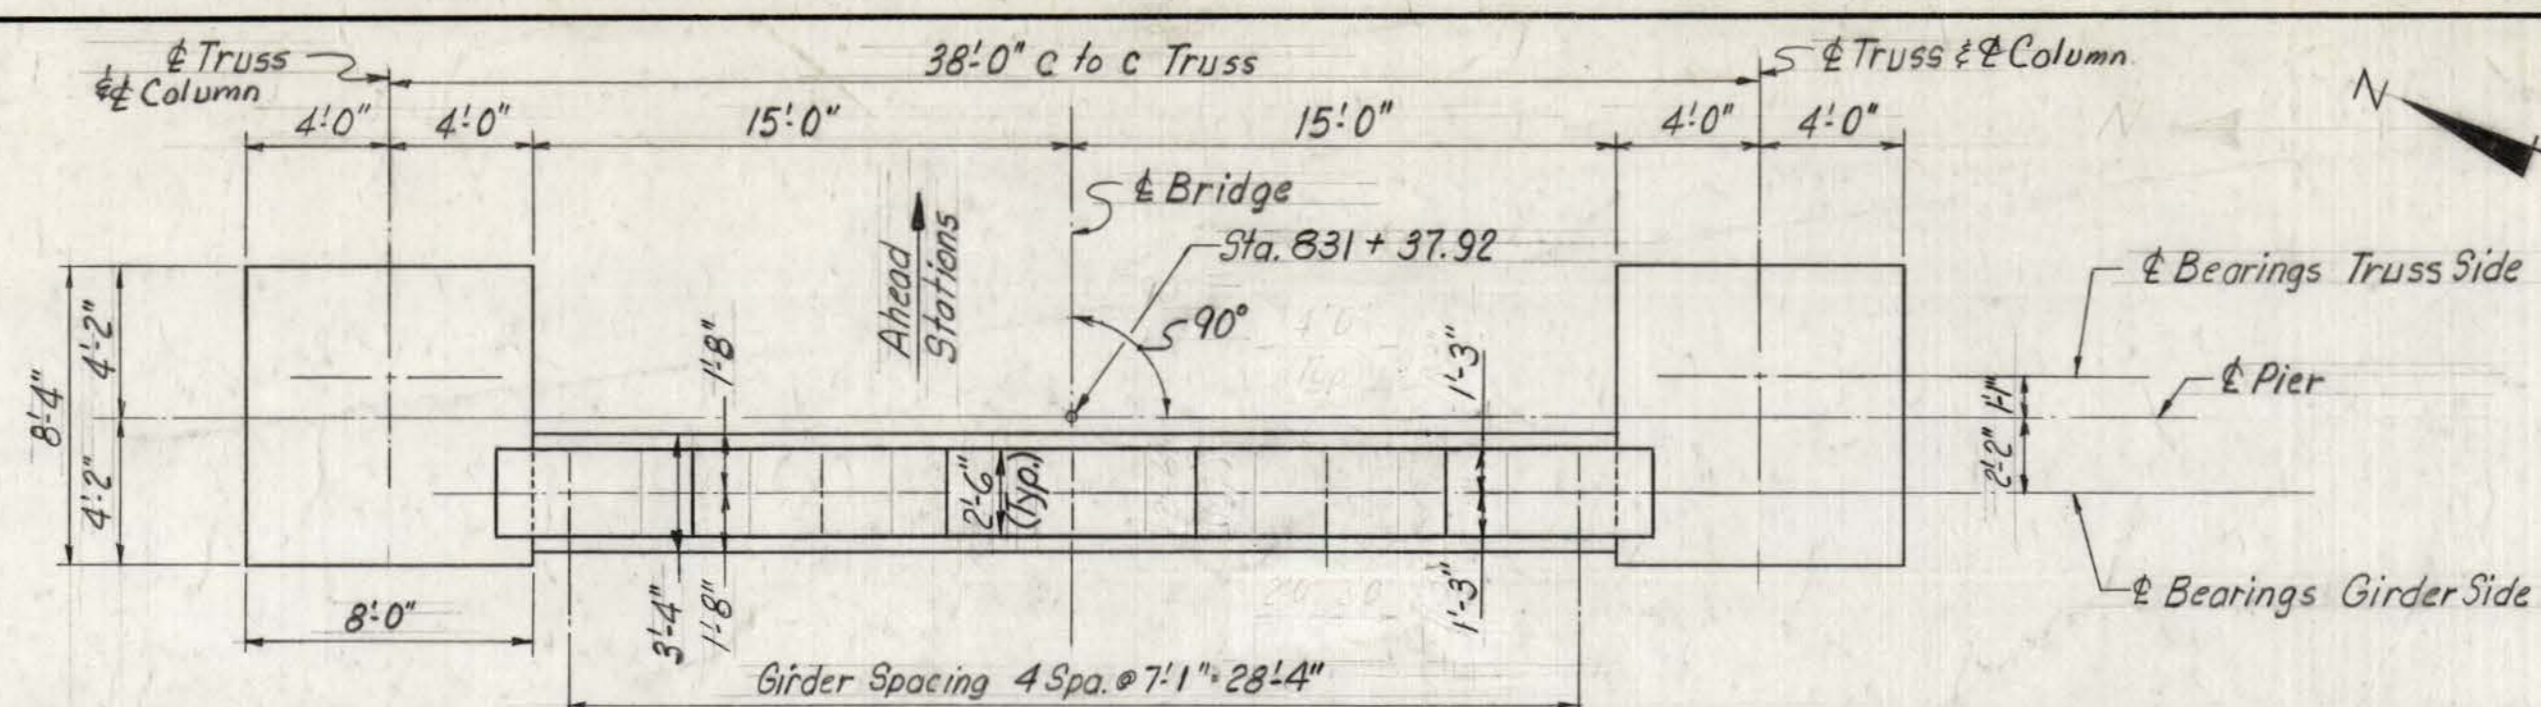 ℄ Truss
& ℄ Column
38'-0" c to c Truss
℄ Truss & ℄ Column
N
4'-0"
4'-0"
15'-0"
15'-0"
4'-0"
4'-0"
℄ Bridge
Ahead
Stations
Sta. 831 + 37.92
90°
℄ Bearings Truss Side
℄ Pier
8'-4"
4'-2"
4'-2"
1'-8"
1'-3"
1'-1"
2'-2"
2'-6"
(Typ.)
℄ Bearings Girder Side
8'-0"
3'-4"
1'-8"
1'-3"
Girder Spacing 4 Spa. @ 7'-1" = 28'-4"